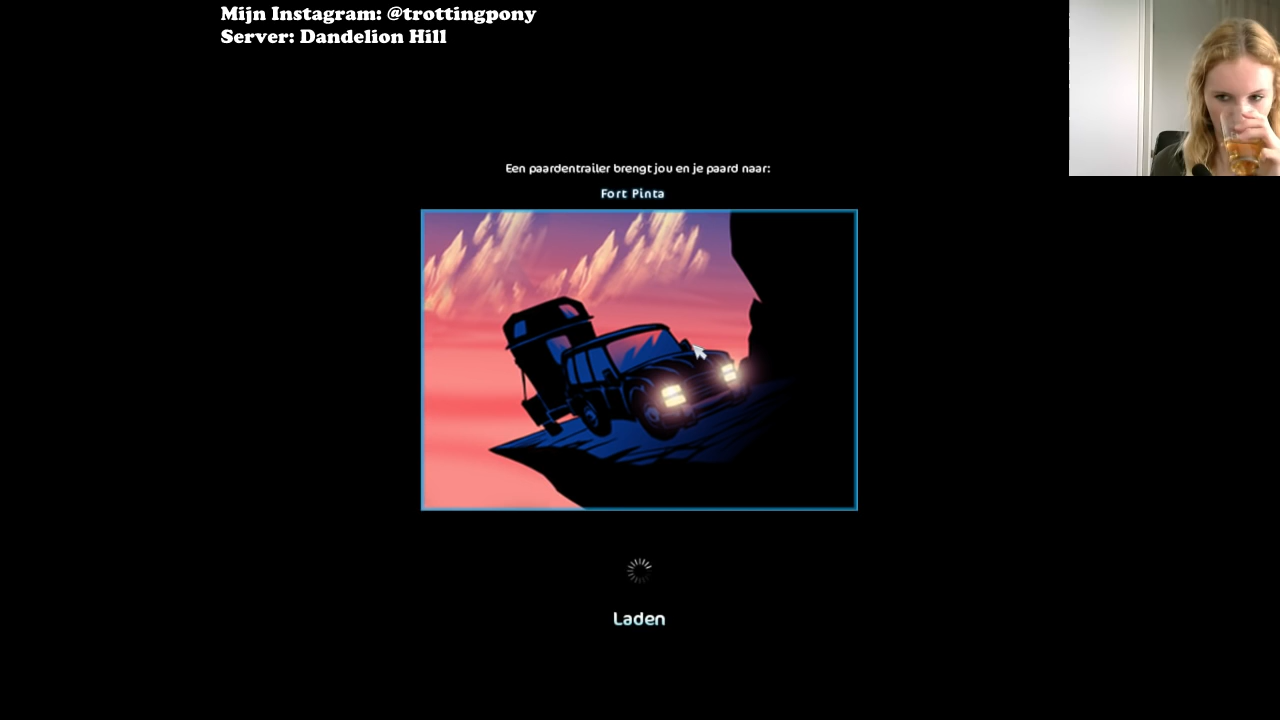 Mijn Instagram: @trottingpony
Server: Dandelion Hill
Een paardentrailer brengt jou en je paard naar:
Fort Pinta
Laden